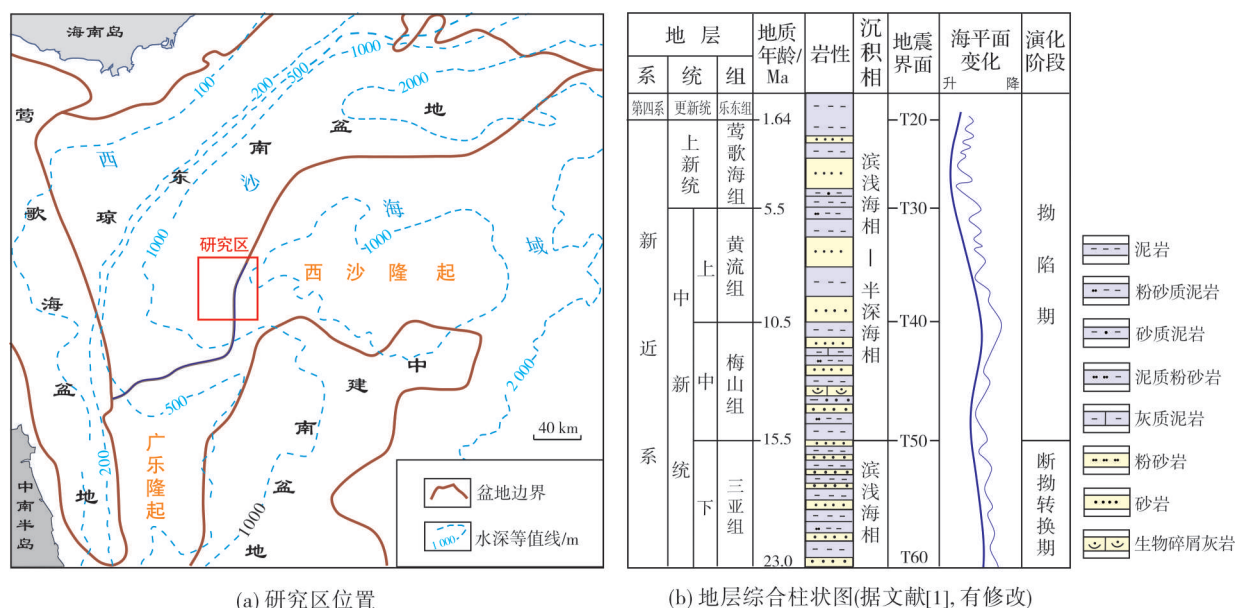 海南岛
莺歌海盆地
琼东南盆地
西沙海域
西沙隆起
研究区
广乐隆起
中建南盆地
中南半岛
100
200
500
1000
2000
1000
1000
500
200
1000
2 000
40 km
盆地边界
1 000
水深等值线/m
(a) 研究区位置
地层
系
统
组
地质年龄/Ma
岩性
沉积相
地震界面
海平面变化
升
降
演化阶段
第四系
更新统
乐东组
1.64
T20
新近系
上新统
莺歌海组
5.5
T30
中新统
上
黄流组
10.5
T40
中
梅山组
15.5
T50
下
三亚组
23.0
T60
滨浅海相—半深海相
滨浅海相
拗陷期
断拗转换期
泥岩
粉砂质泥岩
砂质泥岩
泥质粉砂岩
灰质泥岩
粉砂岩
砂岩
生物碎屑灰岩
(b) 地层综合柱状图(据文献[1], 有修改)